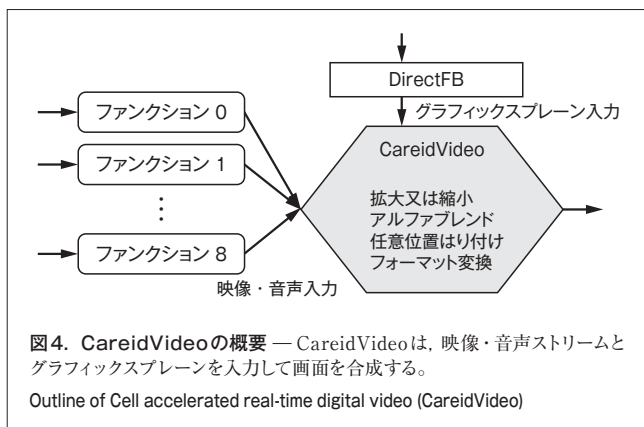 DirectFB
グラフィックスプレーン入力
ファンクション 0
ファンクション 1
⋮
ファンクション 8
映像・音声入力
CareidVideo
拡大又は縮小
アルファブレンド
任意位置はり付け
フォーマット変換
図4. CareidVideoの概要 — CareidVideoは，映像・音声ストリームと
グラフィックスプレーンを入力して画面を合成する。
Outline of Cell accelerated real-time digital video (CareidVideo)